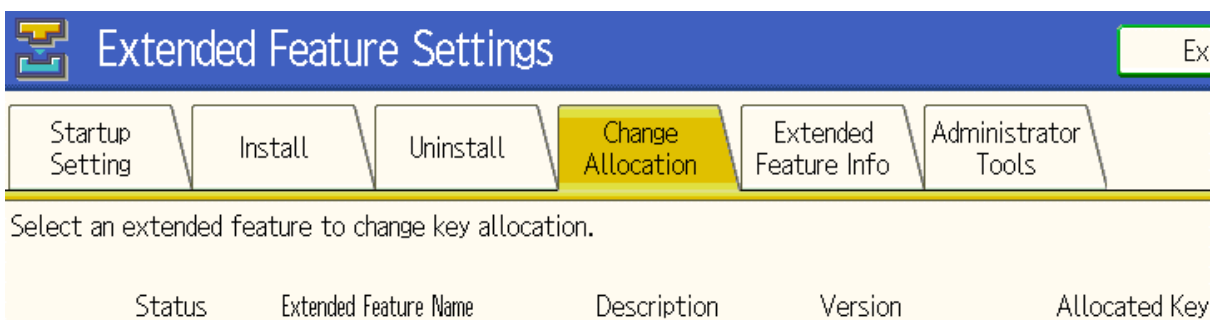 Extended Feature Settings
Ex
Startup Setting
Install
Uninstall
Change Allocation
Extended Feature Info
Administrator Tools
Select an extended feature to change key allocation.
Status Extended Feature Name Description Version Allocated Key